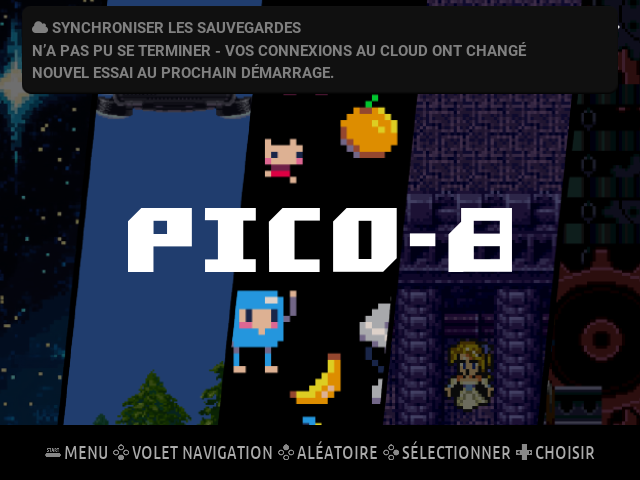 SYNCHRONISER LES SAUVEGARDES
N’A PAS PU SE TERMINER - VOS CONNEXIONS AU CLOUD ONT CHANGÉ
NOUVEL ESSAI AU PROCHAIN DÉMARRAGE.
PICO-8
START MENU VOLET NAVIGATION ALÉATOIRE SÉLECTIONNER CHOISIR